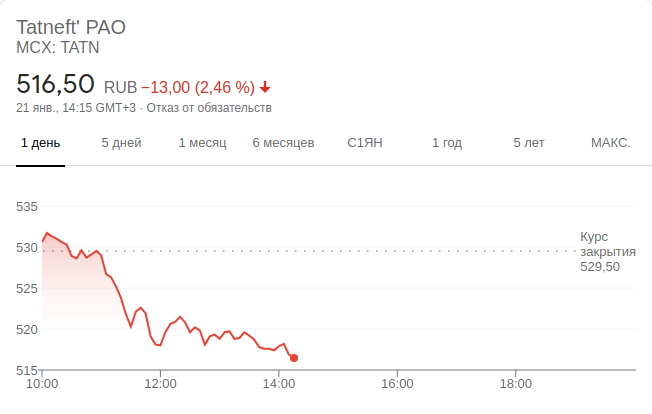 Tatneft' PAO
MCX: TATN
516,50 RUB −13,00 (2,46 %)
21 янв., 14:15 GMT+3 · Отказ от обязательств
1 день 5 дней 1 месяц 6 месяцев С1ЯН 1 год 5 лет МАКС.
535
530
525
520
515
Курс
закрытия
529,50
10:00 12:00 14:00 16:00 18:00